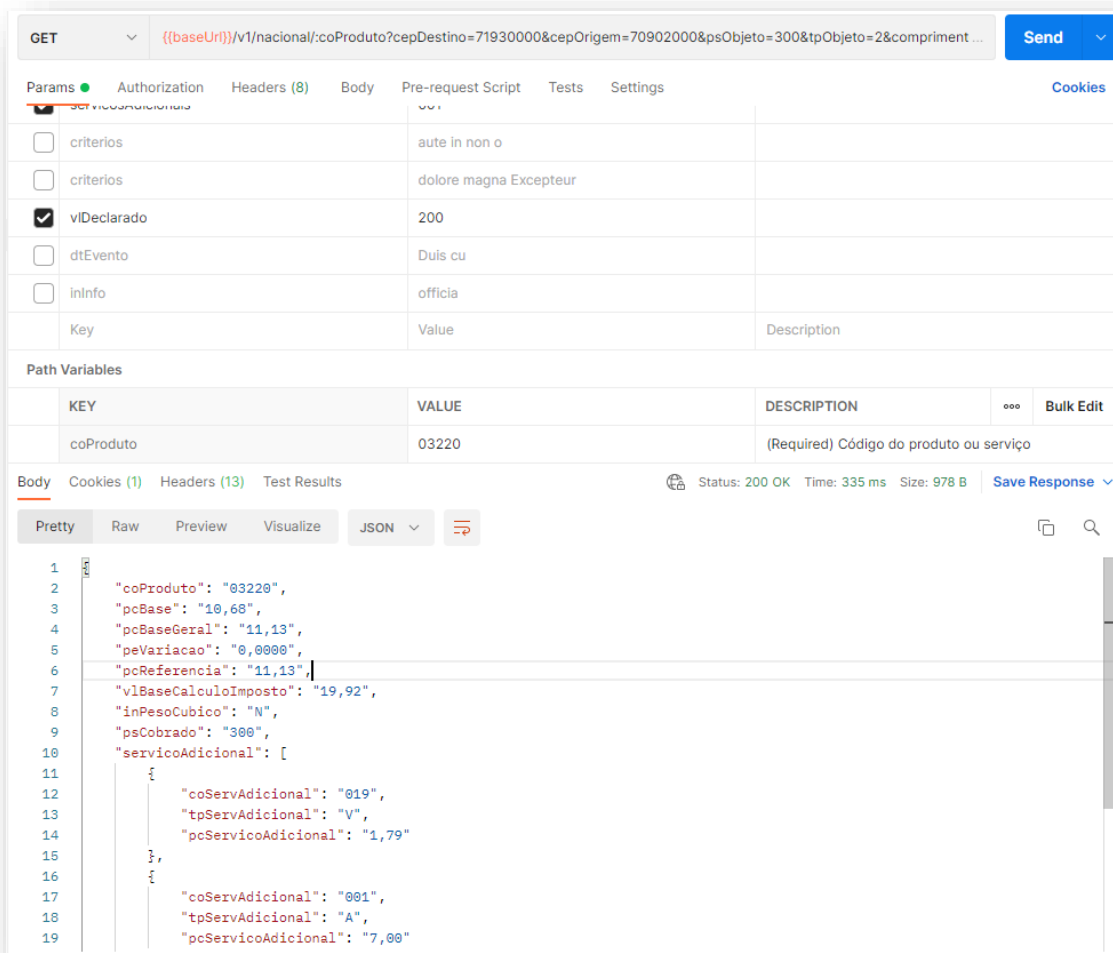 GET {{baseUrl}}/v1/nacional/:coProduto?cepDestino=71930000&cepOrigem=70902000&psObjeto=300&tpObjeto=2&compriment ... Send
Params Authorization Headers (8) Body Pre-request Script Tests Settings Cookies
servicosAdicionais 001
criterios aute in non o
criterios dolore magna Excepteur
vlDeclarado 200
dtEvento Duis cu
inInfo officia
Key Value Description
Path Variables
KEY VALUE DESCRIPTION ooo Bulk Edit
coProduto 03220 (Required) Código do produto ou serviço
Body Cookies (1) Headers (13) Test Results Status: 200 OK Time: 335 ms Size: 978 B Save Response
Pretty Raw Preview Visualize JSON
1 {
2 "coProduto": "03220",
3 "pcBase": "10,68",
4 "pcBaseGeral": "11,13",
5 "peVariacao": "0,0000",
6 "pcReferencia": "11,13",
7 "vlBaseCalculoImposto": "19,92",
8 "inPesoCubico": "N",
9 "psCobrado": "300",
10 "servicoAdicional": [
11 {
12 "coServAdicional": "019",
13 "tpServAdicional": "V",
14 "pcServicoAdicional": "1,79"
15 },
16 {
17 "coServAdicional": "001",
18 "tpServAdicional": "A",
19 "pcServicoAdicional": "7,00"